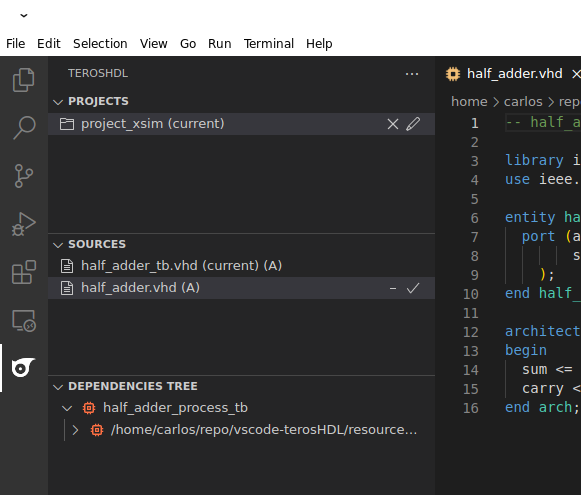 File Edit Selection View Go Run Terminal Help
TEROSHDL
PROJECTS
project_xsim (current)
SOURCES
half_adder_tb.vhd (current) (A)
half_adder.vhd (A)
DEPENDENCIES TREE
half_adder_process_tb
/home/carlos/repo/vscode-terosHDL/resource...
half_adder.vhd
home > carlos > rep
1 -- half_a
2
3 library i
4 use ieee.
5
6 entity ha
7 port (a
8 s
9 );
10 end half_
11
12 architect
13 begin
14 sum <=
15 carry <
16 end arch;